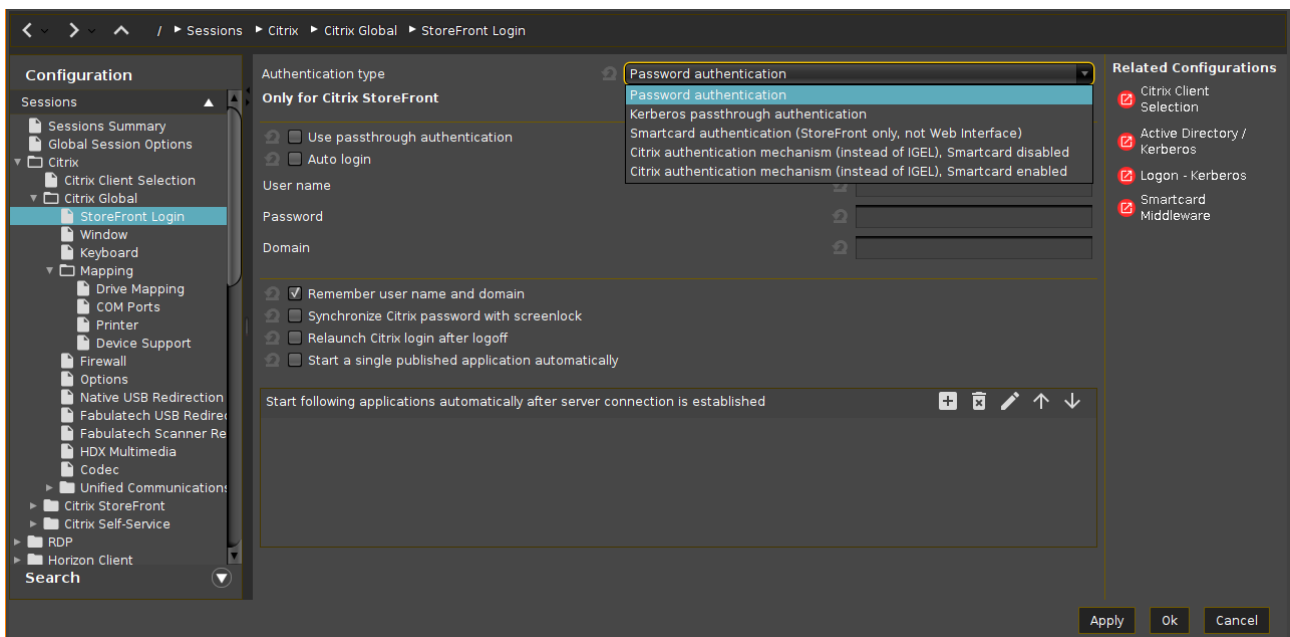 / Sessions Citrix Citrix Global StoreFront Login
Configuration
Sessions
Sessions Summary
Global Session Options
Citrix
Citrix Client Selection
Citrix Global
StoreFront Login
Window
Keyboard
Mapping
Drive Mapping
COM Ports
Printer
Device Support
Firewall
Options
Native USB Redirection
Fabulatech USB Redirec
Fabulatech Scanner Re
HDX Multimedia
Codec
Unified Communications
Citrix StoreFront
Citrix Self-Service
RDP
Horizon Client
Search
Authentication type
Password authentication
Password authentication
Kerberos passthrough authentication
Smartcard authentication (StoreFront only, not Web Interface)
Citrix authentication mechanism (instead of IGEL), Smartcard disabled
Citrix authentication mechanism (instead of IGEL), Smartcard enabled
Only for Citrix StoreFront
Use passthrough authentication
Auto login
User name
Password
Domain
Remember user name and domain
Synchronize Citrix password with screenlock
Relaunch Citrix login after logoff
Start a single published application automatically
Start following applications automatically after server connection is established
Related Configurations
Citrix Client
Selection
Active Directory /
Kerberos
Logon - Kerberos
Smartcard
Middleware
Apply
Ok
Cancel